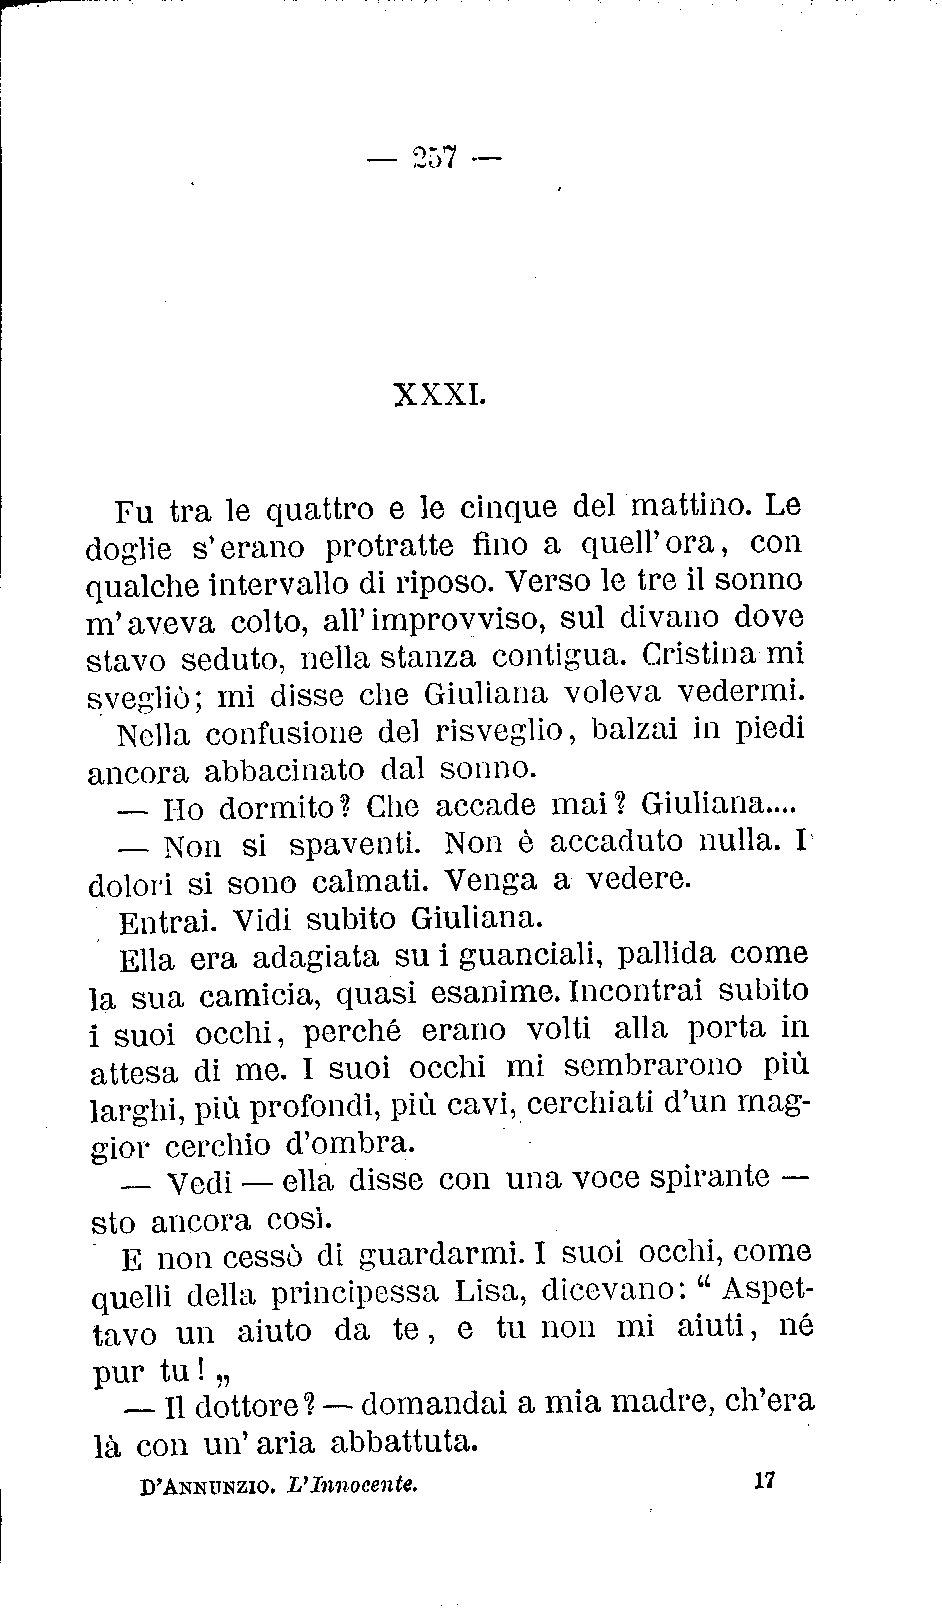 — 257 —
XXXI.
Fu tra le quattro e le cinque del mattino. Le
doglie s'erano protratte fino a quell'ora, con
qualche intervallo di riposo. Verso le tre il sonno
m'aveva colto, all'improvviso, sul divano dove
stavo seduto, nella stanza contigua. Cristina mi
svegliò; mi disse che Giuliana voleva vedermi.
Nella confusione del risveglio, balzai in piedi
ancora abbacinato dal sonno.
— Ho dormito? Che accade mai? Giuliana....
— Non si spaventi. Non è accaduto nulla. I
dolori si sono calmati. Venga a vedere.
Entrai. Vidi subito Giuliana.
Ella era adagiata su i guanciali, pallida come
la sua camicia, quasi esanime. Incontrai subito
i suoi occhi, perché erano volti alla porta in
attesa di me. I suoi occhi mi sembrarono più
larghi, più profondi, più cavi, cerchiati d'un mag-
gior cerchio d'ombra.
— Vedi — ella disse con una voce spirante —
sto ancora così.
E non cessò di guardarmi. I suoi occhi, come
quelli della principessa Lisa, dicevano: “ Aspet-
tavo un aiuto da te, e tu non mi aiuti, né
pur tu! „
— Il dottore? — domandai a mia madre, ch'era
là con un'aria abbattuta.
D'ANNUNZIO. L'Innocente. 17